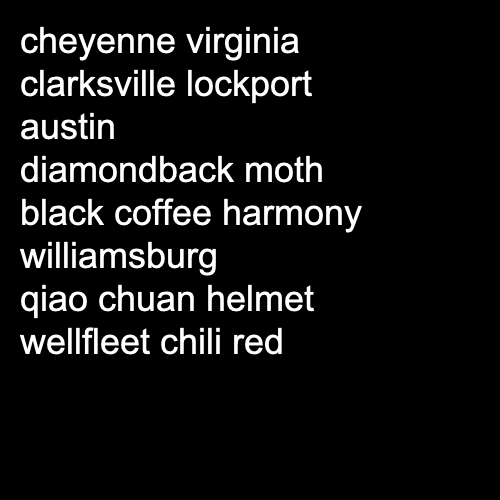 cheyenne virginia
clarksville lockport
austin
diamondback moth
black coffee harmony
williamsburg
qiao chuan helmet
wellfleet chili red